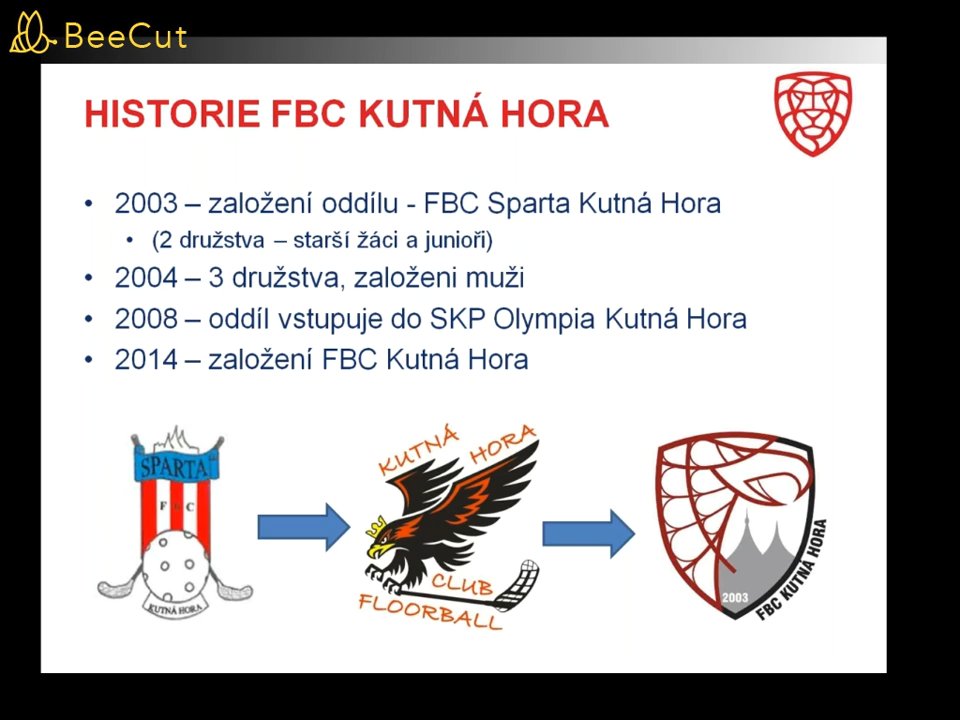 BeeCut
HISTORIE FBC KUTNÁ HORA
• 2003 – založení oddílu - FBC Sparta Kutná Hora
• (2 družstva – starší žáci a junioři)
• 2004 – 3 družstva, založeni muži
• 2008 – oddíl vstupuje do SKP Olympia Kutná Hora
• 2014 – založení FBC Kutná Hora
SPARTA
F b C
KUTNÁ HORA
KUTNÁ HORA
CLUB
FLOORBALL
2003
FBC KUTNÁ HORA